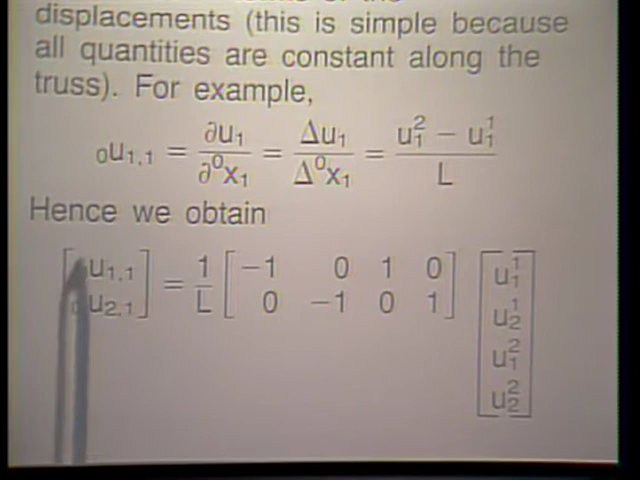 displacements (this is simple because
all quantities are constant along the
truss). For example,
₀u₁,₁ = ∂u₁/∂⁰x₁ = Δu₁/Δ⁰x₁ = (u₁² − u₁¹)/L
Hence we obtain
[u₁,₁; u₂,₁] = 1/L [−1 0 1 0; 0 −1 0 1] [u₁¹; u₂¹; u₁²; u₂²]